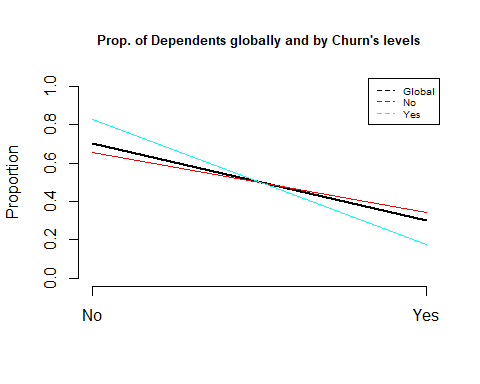 Prop. of Dependents globally and by Churn's levels
Global
No
Yes
Proportion
1.0
0.8
0.6
0.4
0.2
0.0
No Yes